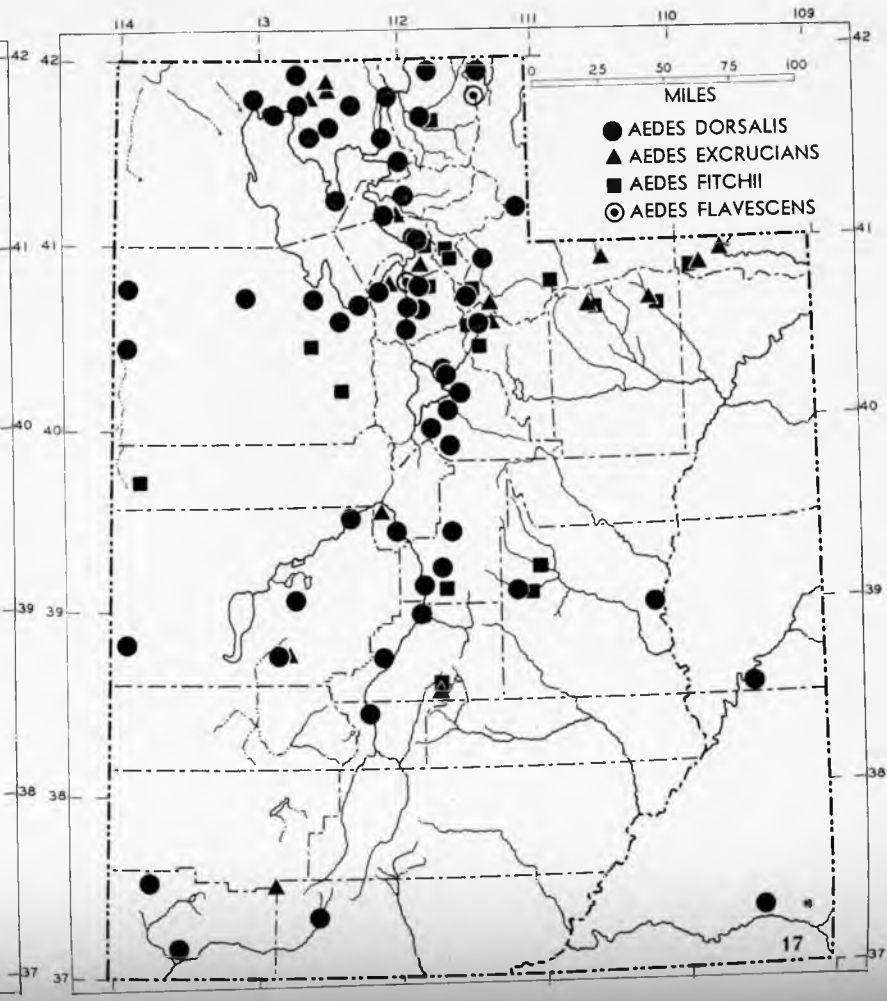 114 113 112 111 110 109
42 42 42
0 25 50 75 100
MILES
AEDES DORSALIS
AEDES EXCRUCIANS
AEDES FITCHII
AEDES FLAVESCENS
41 41 41
40 40 40
39 39 39
38 38 38
17
37 37 37